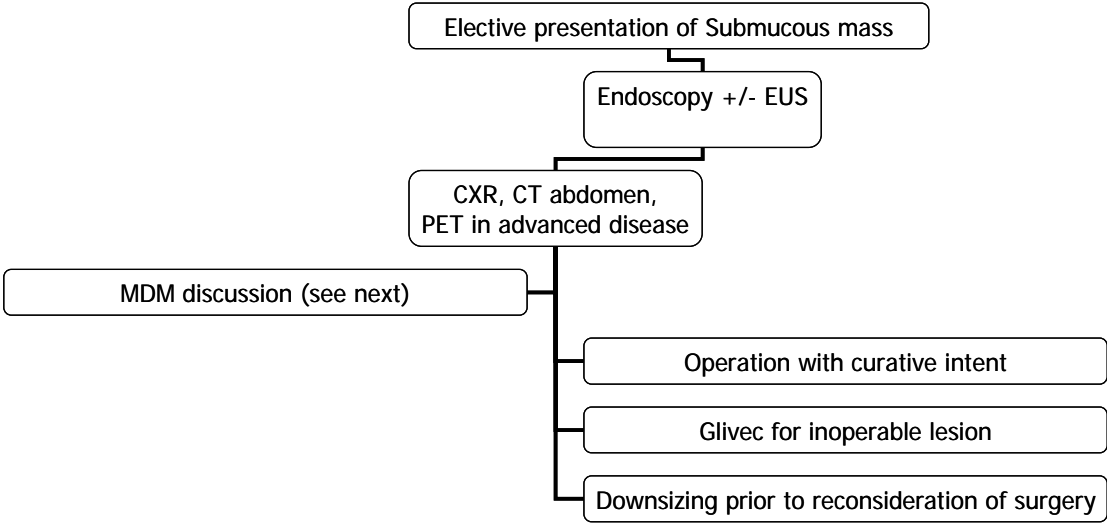 Elective presentation of Submucous mass
Endoscopy +/- EUS
CXR, CT abdomen,
PET in advanced disease
MDM discussion (see next)
Operation with curative intent
Glivec for inoperable lesion
Downsizing prior to reconsideration of surgery